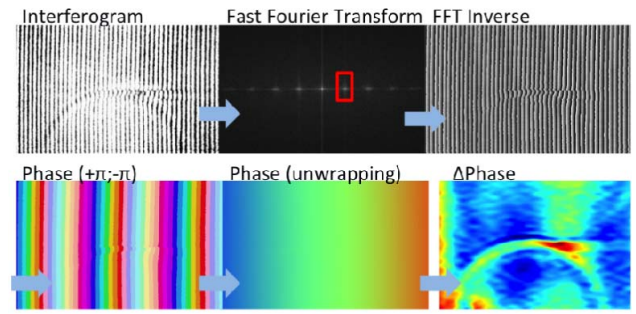 Interferogram
Fast Fourier Transform
FFT Inverse
Phase (+π;-π)
Phase (unwrapping)
ΔPhase